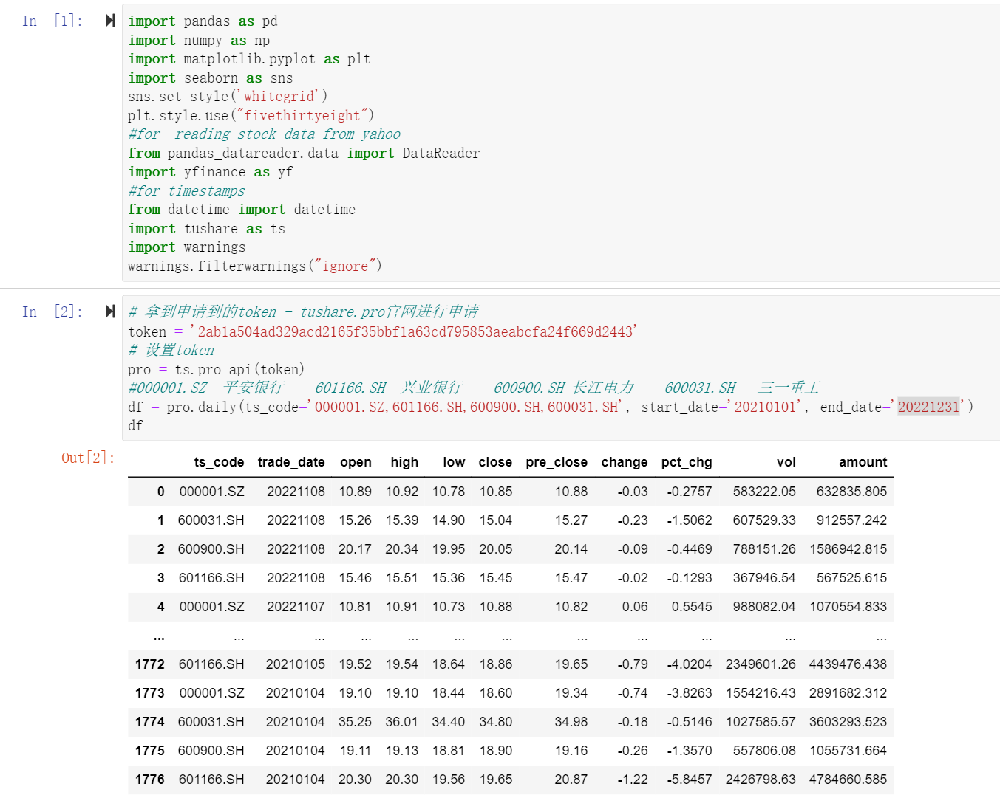 In [1]:
import pandas as pd
import numpy as np
import matplotlib.pyplot as plt
import seaborn as sns
sns.set_style('whitegrid')
plt.style.use("fivethirtyeight")
#for  reading stock data from yahoo
from pandas_datareader.data import DataReader
import yfinance as yf
#for timestamps
from datetime import datetime
import tushare as ts
import warnings
warnings.filterwarnings("ignore")
In [2]:
# 拿到申请到的token - tushare.pro官网进行申请
token = '2ab1a504ad329acd2165f35bbf1a63cd795853aeabcfa24f669d2443'
# 设置token
pro = ts.pro_api(token)
#000001.SZ  平安银行    601166.SH  兴业银行    600900.SH 长江电力    600031.SH   三一重工
df = pro.daily(ts_code='000001.SZ,601166.SH,600900.SH,600031.SH', start_date='20210101', end_date='20221231')
df
Out[2]:
ts_code trade_date open high low close pre_close change pct_chg vol amount
0 000001.SZ 20221108 10.89 10.92 10.78 10.85 10.88 -0.03 -0.2757 583222.05 632835.805
1 600031.SH 20221108 15.26 15.39 14.90 15.04 15.27 -0.23 -1.5062 607529.33 912557.242
2 600900.SH 20221108 20.17 20.34 19.95 20.05 20.14 -0.09 -0.4469 788151.26 1586942.815
3 601166.SH 20221108 15.46 15.51 15.36 15.45 15.47 -0.02 -0.1293 367946.54 567525.615
4 000001.SZ 20221107 10.81 10.91 10.73 10.88 10.82 0.06 0.5545 988082.04 1070554.833
... ... ... ... ... ... ... ... ... ... ... ...
1772 601166.SH 20210105 19.52 19.54 18.64 18.86 19.65 -0.79 -4.0204 2349601.26 4439476.438
1773 000001.SZ 20210104 19.10 19.10 18.44 18.60 19.34 -0.74 -3.8263 1554216.43 2891682.312
1774 600031.SH 20210104 35.25 36.01 34.40 34.80 34.98 -0.18 -0.5146 1027585.57 3603293.523
1775 600900.SH 20210104 19.11 19.13 18.81 18.90 19.16 -0.26 -1.3570 557806.08 1055731.664
1776 601166.SH 20210104 20.30 20.30 19.56 19.65 20.87 -1.22 -5.8457 2426798.63 4784660.585